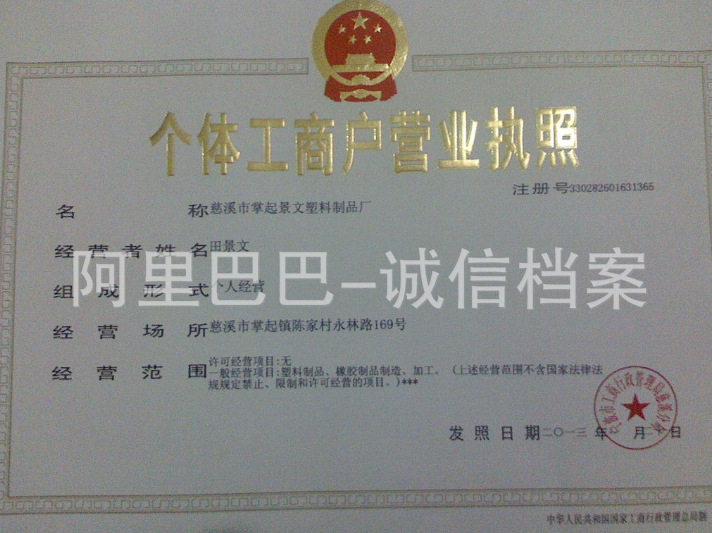 个体工商户营业执照
注册号330282601631365
名称 慈溪市掌起景文塑料制品厂
经营者姓名 田景文
阿里巴巴-诚信档案
组成形式 个人经营
经营场所 慈溪市掌起镇陈家村永林路169号
经营范围 许可经营项目:无
一般经营项目:塑料制品、橡胶制品制造、加工。(上述经营范围不含国家法律法
规规定禁止、限制和许可经营的项目。)***
发照日期 二〇一三年 月 日
中华人民共和国国家工商行政管理总局制